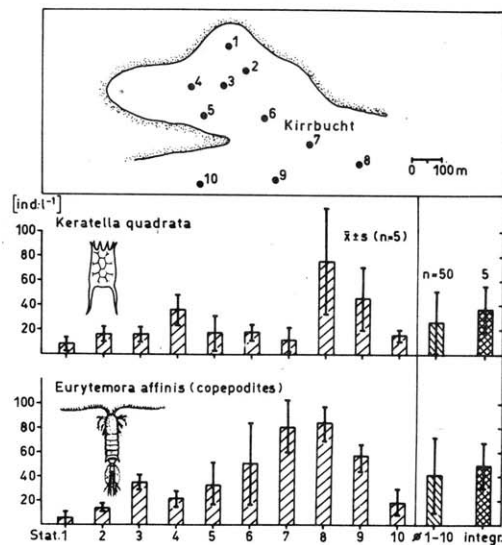 1
2
4 3
5
6
Kirrbucht
7
8
0 100m
10 9
[ind·l⁻¹]
Keratella quadrata
x̄±s (n=5)
n=50 5
100
80
60
40
20
Eurytemora affinis (copepodites)
100
80
60
40
20
Stat.1 2 3 4 5 6 7 8 9 10 ø 1-10 integr.